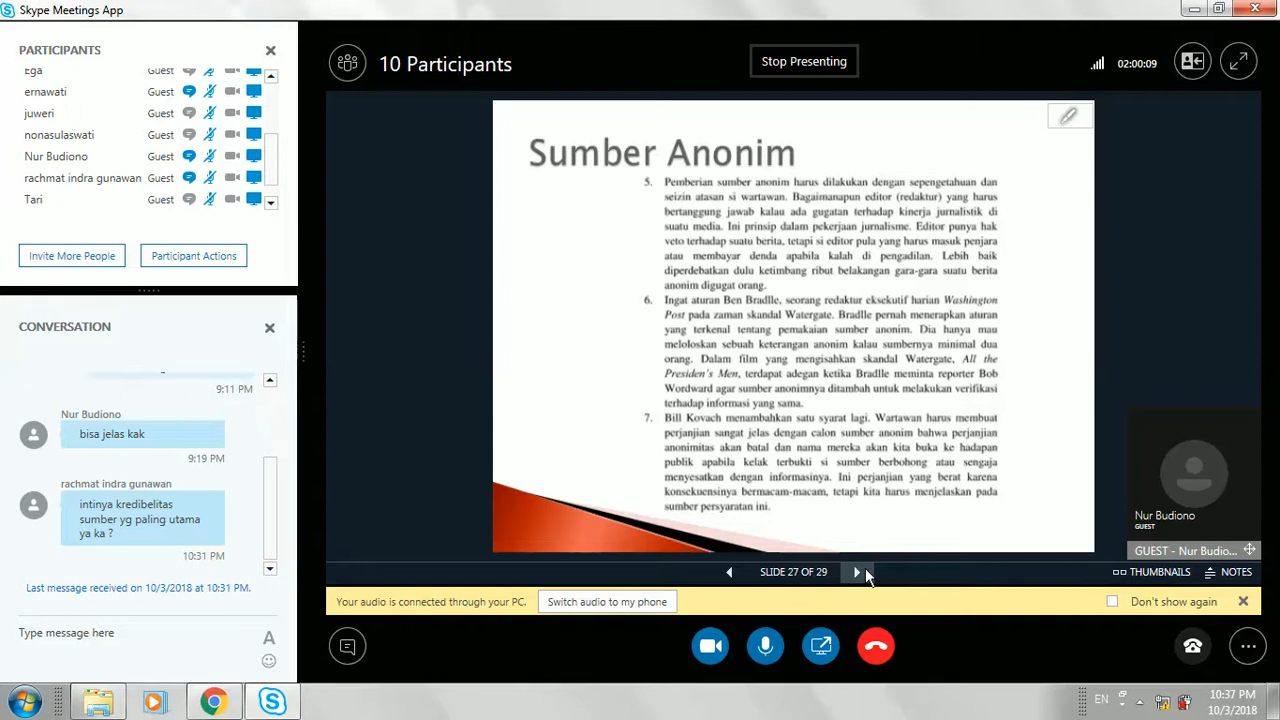 Skype Meetings App
PARTICIPANTS
Ega Guest
ernawati Guest
juweri Guest
nonasulaswati Guest
Nur Budiono Guest
rachmat indra gunawan Guest
Tari Guest
Invite More People
Participant Actions
CONVERSATION
9:11 PM
Nur Budiono
bisa jelas kak
9:19 PM
rachmat indra gunawan
intinya kredibelitas
sumber yg paling utama
ya ka ?
10:31 PM
Last message received on 10/3/2018 at 10:31 PM.
Type message here
A
10 Participants
Stop Presenting
02:00:09
Sumber Anonim
5. Pemberian sumber anonim harus dilakukan dengan sepengetahuan dan
seizin atasan si wartawan. Bagaimanapun editor (redaktur) yang harus
bertanggung jawab kalau ada gugatan terhadap kinerja jurnalistik di
suatu media. Ini prinsip dalam pekerjaan jurnalisme. Editor punya hak
veto terhadap suatu berita, tetapi si editor pula yang harus masuk penjara
atau membayar denda apabila kalah di pengadilan. Lebih baik
diperdebatkan dulu ketimbang ribut belakangan gara-gara suatu berita
anonim digugat orang.
6. Ingat aturan Ben Bradlle, seorang redaktur eksekutif harian Washington
Post pada zaman skandal Watergate. Bradlle pernah menerapkan aturan
yang terkenal tentang pemakaian sumber anonim. Dia hanya mau
meloloskan sebuah keterangan anonim kalau sumbernya minimal dua
orang. Dalam film yang mengisahkan skandal Watergate, All the
Presiden's Men, terdapat adegan ketika Bradlle meminta reporter Bob
Wordward agar sumber anonimnya ditambah untuk melakukan verifikasi
terhadap informasi yang sama.
7. Bill Kovach menambahkan satu syarat lagi. Wartawan harus membuat
perjanjian sangat jelas dengan calon sumber anonim bahwa perjanjian
anonimitas akan batal dan nama mereka akan kita buka ke hadapan
publik apabila kelak terbukti si sumber berbohong atau sengaja
menyesatkan dengan informasinya. Ini perjanjian yang berat karena
konsekuensinya bermacam-macam, tetapi kita harus menjelaskan pada
sumber persyaratan ini.
Nur Budiono
GUEST
GUEST - Nur Budio...
SLIDE 27 OF 29
THUMBNAILS
NOTES
Your audio is connected through your PC.
Switch audio to my phone
Don't show again
EN
10:37 PM
10/3/2018